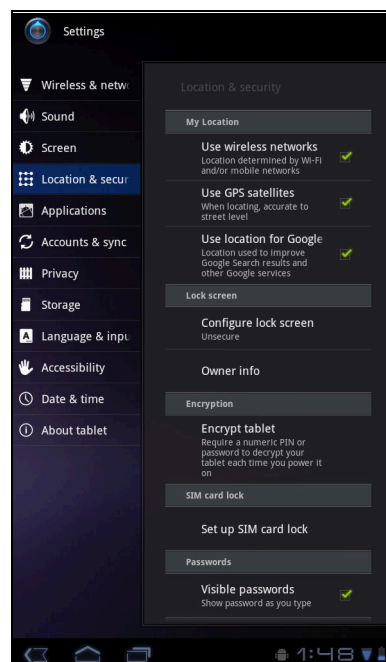 Settings
Wireless & netw
Sound
Screen
Location & secur
Applications
Accounts & sync
Privacy
Storage
A
Language & inpu
Accessibility
Date & time
About tablet
Location & security
My Location
Use wireless networks
Location determined by Wi-Fi
and/or mobile networks
Use GPS satellites
When locating, accurate to
street level
Use location for Google
Location used to improve
Google Search results and
other Google services
Lock screen
Configure lock screen
Unsecure
Owner info
Encryption
Encrypt tablet
Require a numeric PIN or
password to decrypt your
tablet each time you power it
on
SIM card lock
Set up SIM card lock
Passwords
Visible passwords
Show password as you type
1:48